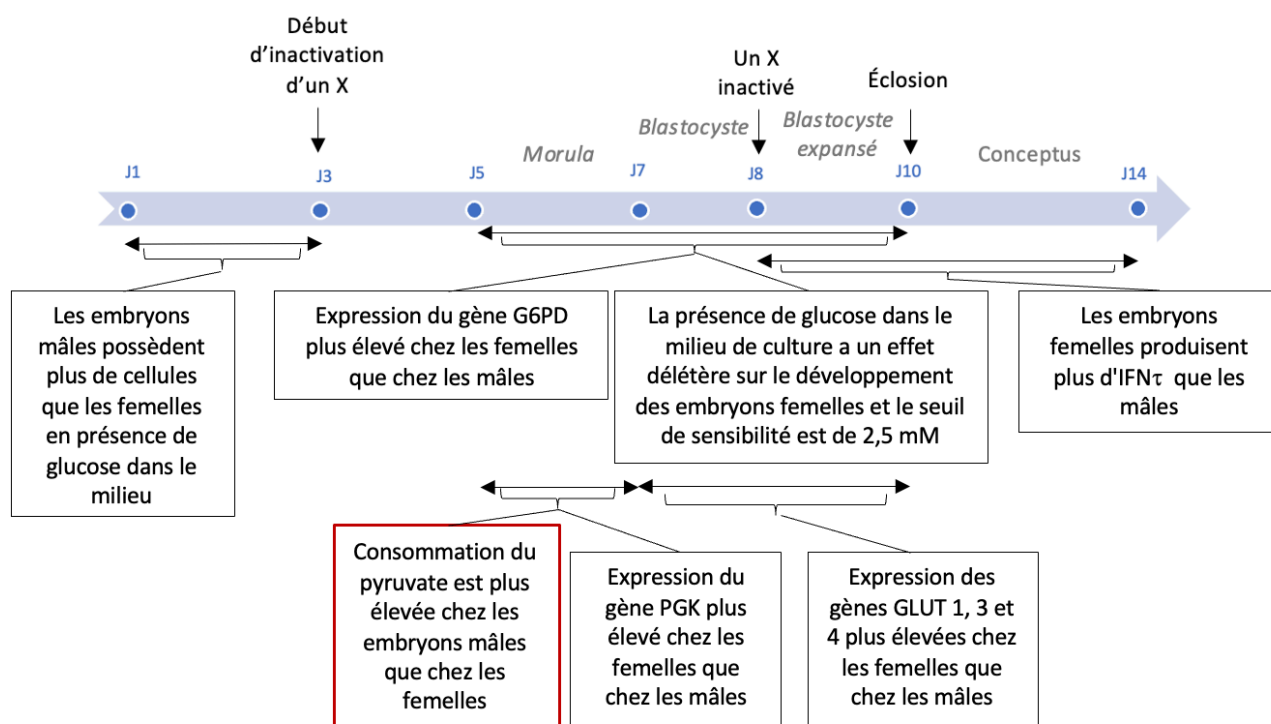 Début
d'inactivation
d'un X
Un X
inactivé
Éclosion
Morula
Blastocyste
Blastocyste
expansé
Conceptus
J1
J3
J5
J7
J8
J10
J14
Les embryons
mâles possèdent
plus de cellules
que les femelles
en présence de
glucose dans le
milieu
Expression du gène G6PD
plus élevé chez les femelles
que chez les mâles
La présence de glucose dans le
milieu de culture a un effet
délétère sur le développement
des embryons femelles et le seuil
de sensibilité est de 2,5 mM
Les embryons
femelles produisent
plus d'IFNτ que les
mâles
Consommation du
pyruvate est plus
élevée chez les
embryons mâles
que chez les
femelles
Expression du
gène PGK plus
élevé chez les
femelles que
chez les mâles
Expression des
gènes GLUT 1, 3 et
4 plus élevées chez
les femelles que
chez les mâles